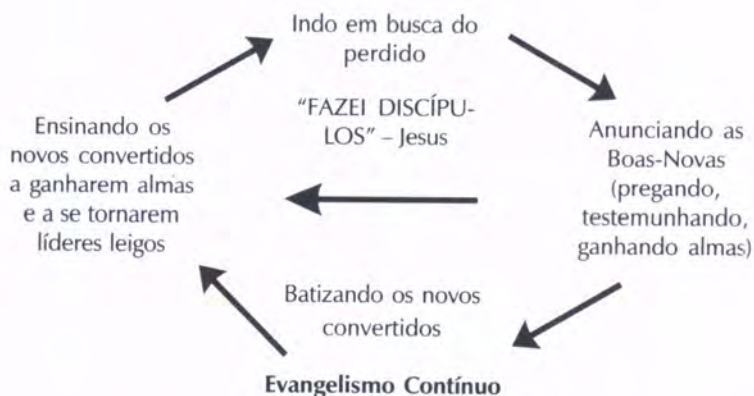 Indo em busca do
perdido
"FAZEI DISCÍPU-
LOS" – Jesus
Anunciando as
Boas-Novas
(pregando,
testemunhando,
ganhando almas)
Batizando os novos
convertidos
Ensinando os
novos convertidos
a ganharem almas
e a se tornarem
líderes leigos
Evangelismo Contínuo